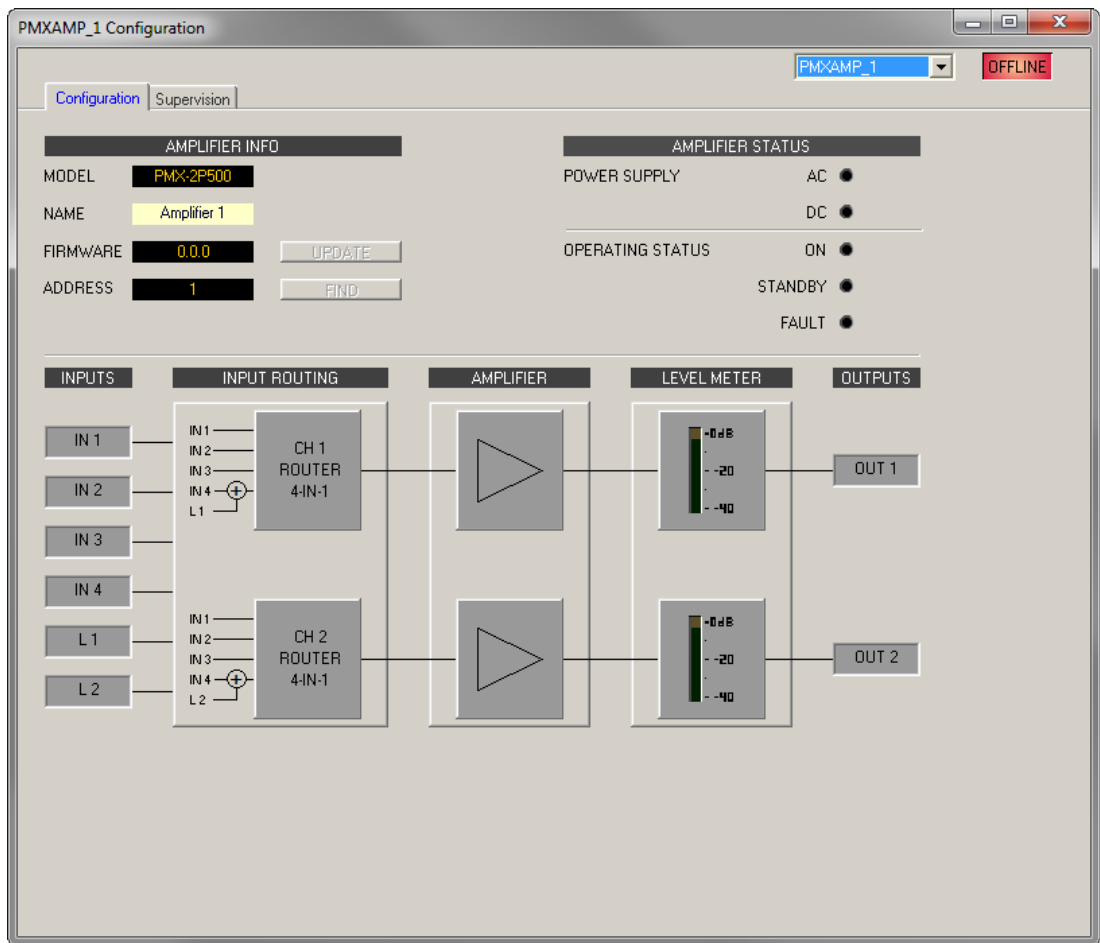 PMXAMP_1 Configuration
PMXAMP_1 OFFLINE
Configuration Supervision
AMPLIFIER INFO
MODEL PMX-2P500
NAME Amplifier 1
FIRMWARE 0.0.0 UPDATE
ADDRESS 1 FIND
AMPLIFIER STATUS
POWER SUPPLY AC
DC
OPERATING STATUS ON
STANDBY
FAULT
INPUTS INPUT ROUTING AMPLIFIER LEVEL METER OUTPUTS
IN 1
IN 2
IN 3
IN 4
L 1
L 2
IN 1
IN 2
IN 3
IN 4
L 1
CH 1
ROUTER
4-IN-1
-0dB
-
- -20
-
- -40
OUT 1
IN 1
IN 2
IN 3
IN 4
L 2
CH 2
ROUTER
4-IN-1
-0dB
-
- -20
-
- -40
OUT 2